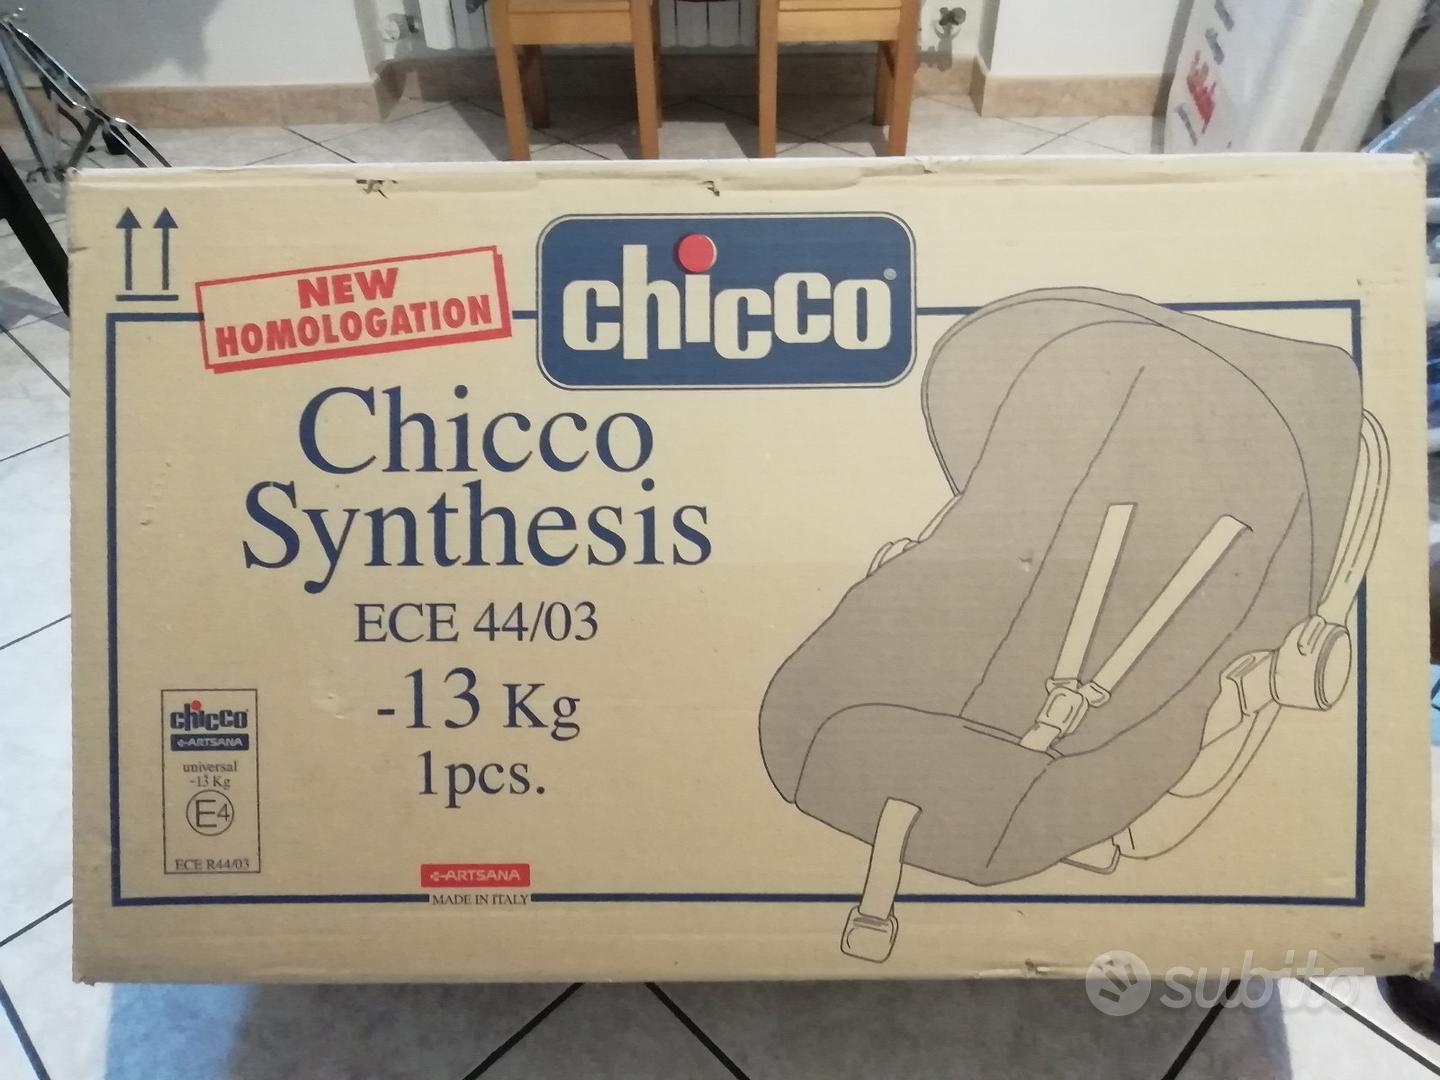 NEW
HOMOLOGATION
chicco
Chicco
Synthesis
ECE 44/03
-13 Kg
1pcs.
chicco
ARTSANA
universal
-13 Kg
E4
ECE R44/03
ARTSANA
MADE IN ITALY
subito